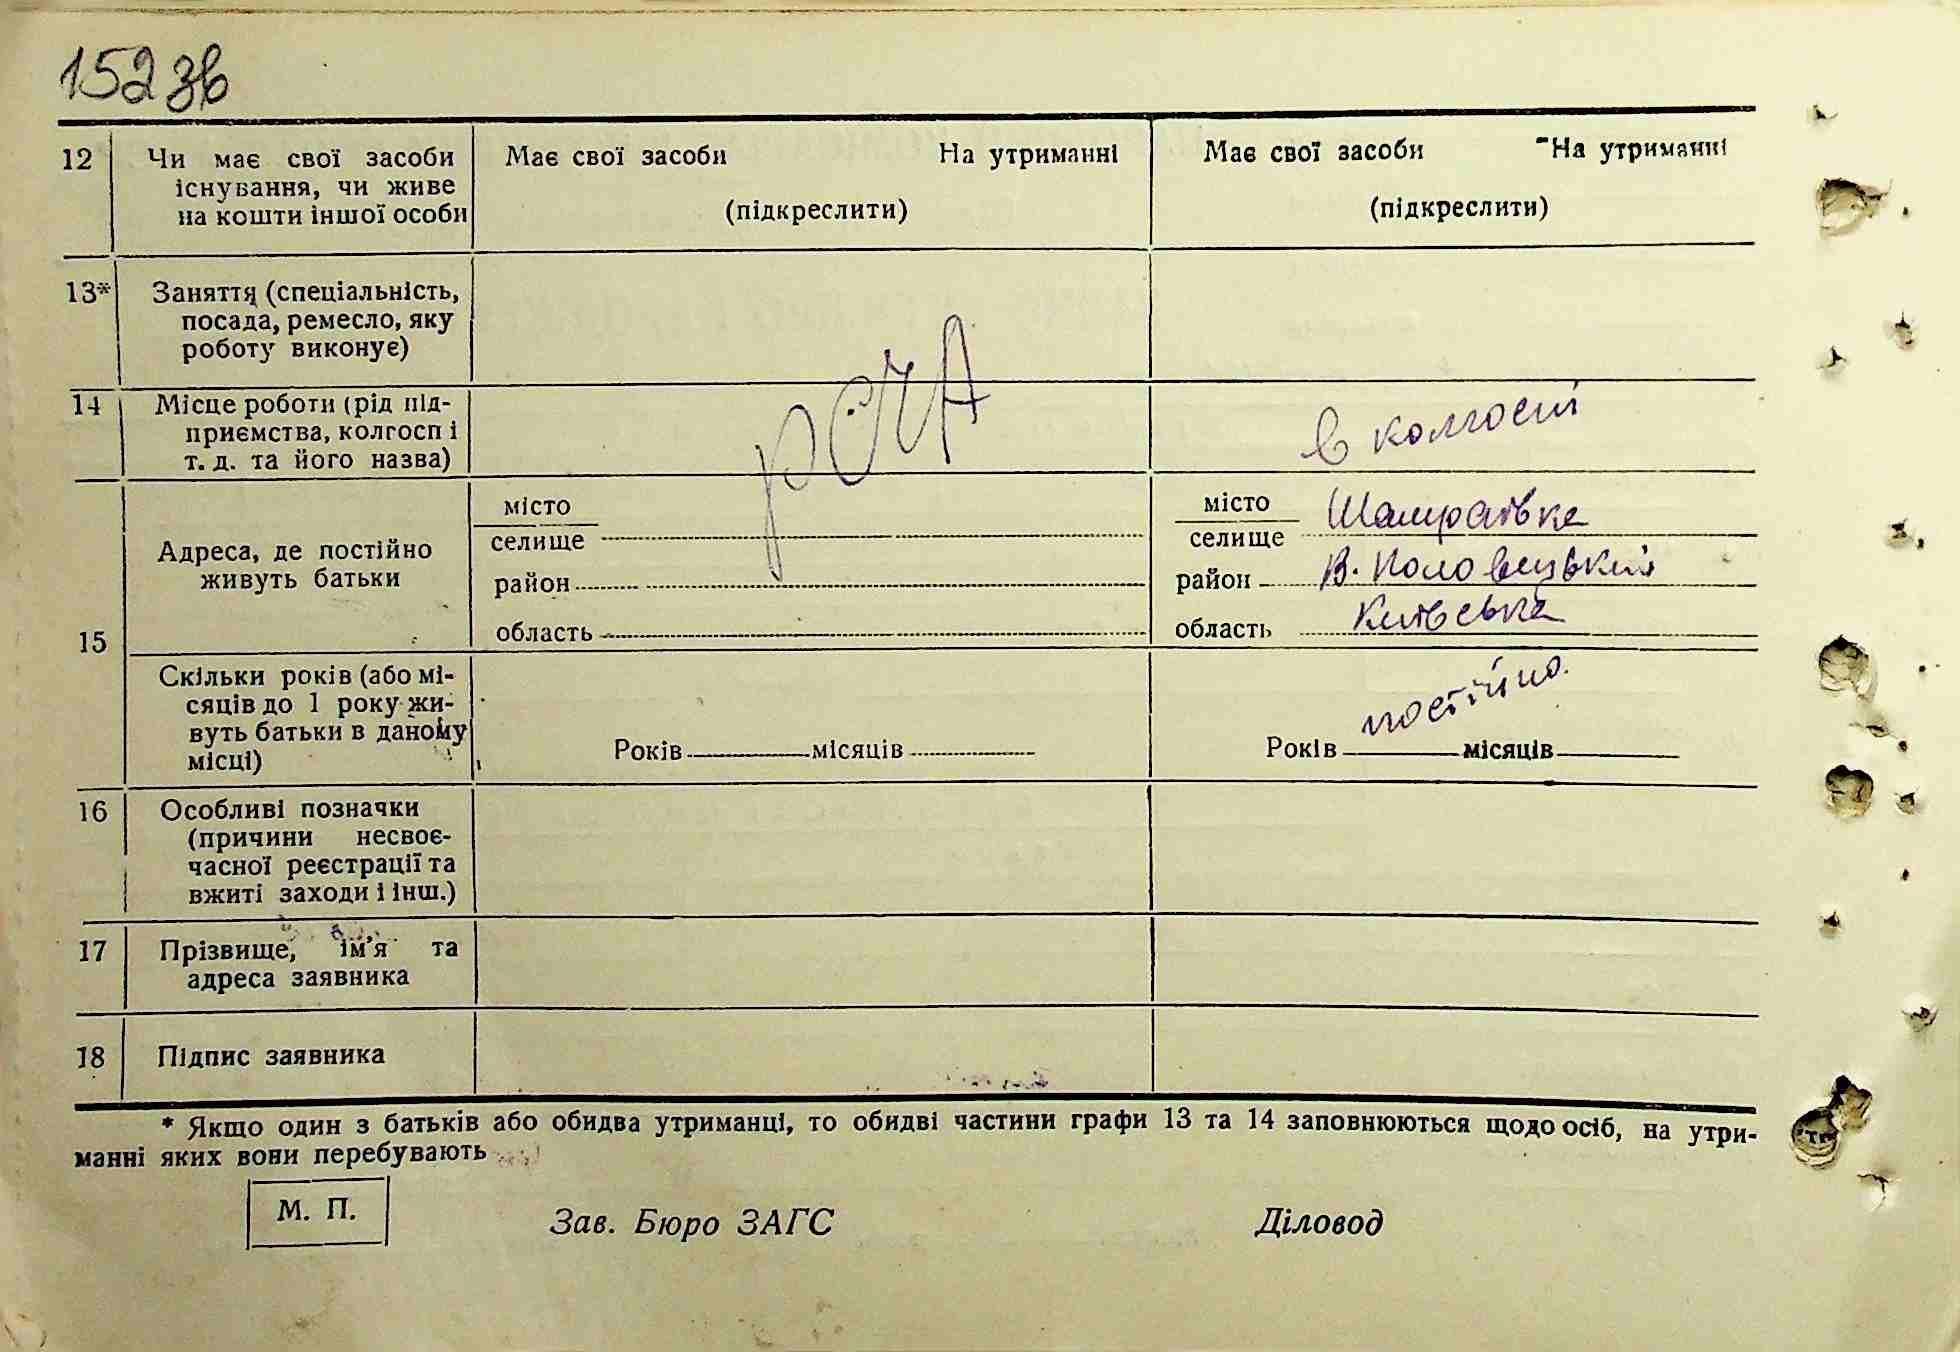 152 зв
12 Чи має свої засоби існування, чи живе на кошти іншої особи
Має свої засоби На утриманні
(підкреслити)
Має свої засоби На утриманні
(підкреслити)
13* Заняття (спеціальність, посада, ремесло, яку роботу виконує)
14 Місце роботи (рід підприємства, колгосп і т. д. та його назва)
РСЧА
в колгоспі
15 Адреса, де постійно живуть батьки
місто
селище
район
область
місто
селище Шамраївка
район В. Половецький
область Київська
Скільки років (або місяців до 1 року живуть батьки в даному місці)
Років місяців
постійно.
Років місяців
16 Особливі позначки (причини несвоєчасної реєстрації та вжиті заходи і інш.)
17 Прізвище, ім’я та адреса заявника
18 Підпис заявника
* Якщо один з батьків або обидва утриманці, то обидві частини графи 13 та 14 заповнюються щодо осіб, на утри-
манні яких вони перебувають
М. П.
Зав. Бюро ЗАГС
Діловод